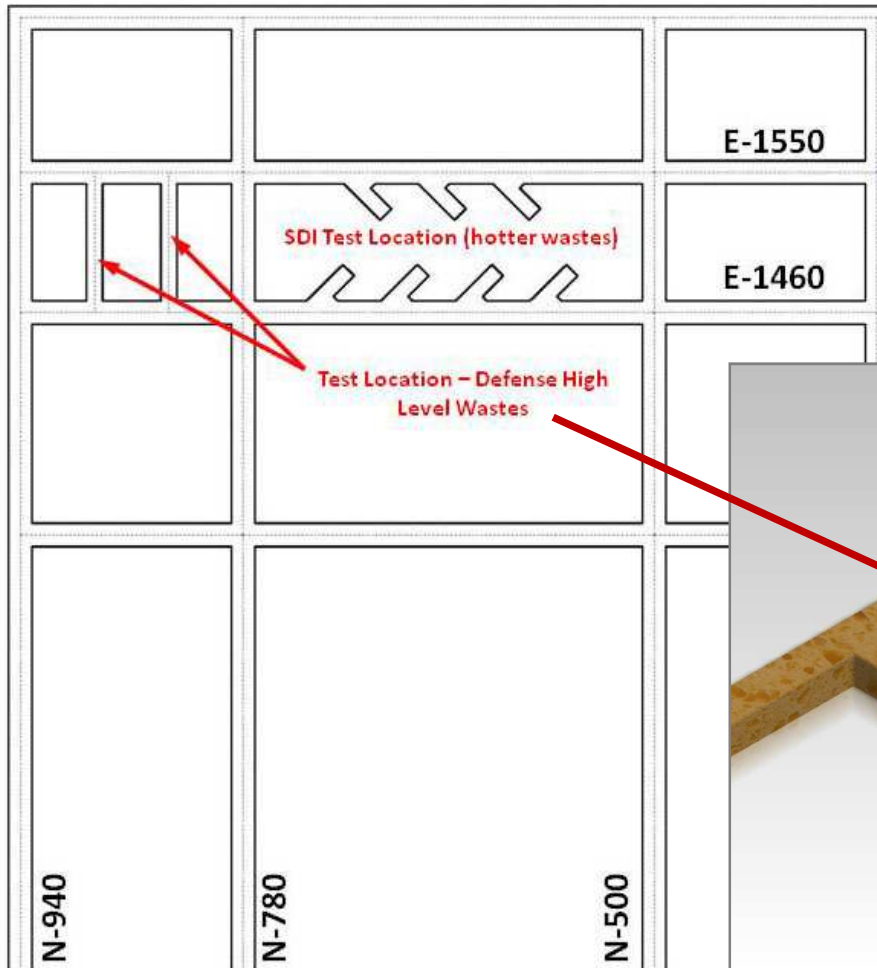 E-1550
SDI Test Location (hotter wastes)
E-1460
Test Location – Defense High
Level Wastes
N-940
N-780
N-500